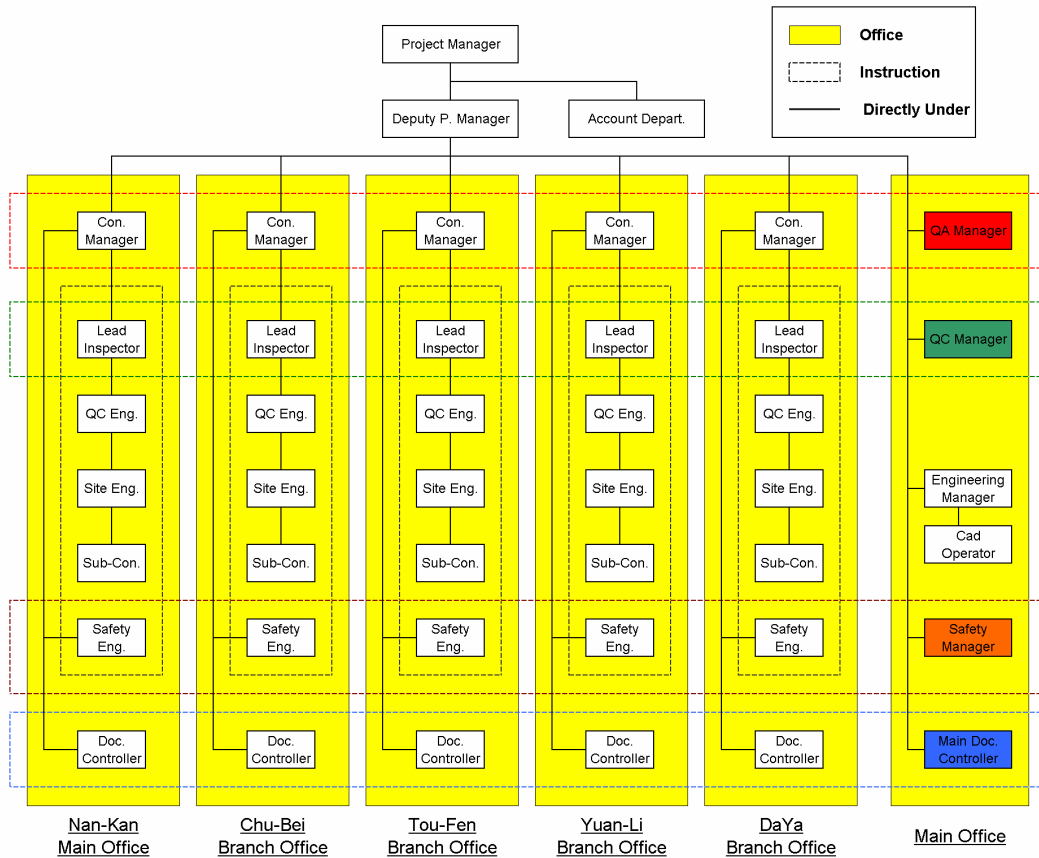 Project Manager
Deputy P. Manager
Account Depart.
Office
Instruction
Directly Under
Con.
Manager
Con.
Manager
Con.
Manager
Con.
Manager
Con.
Manager
QA Manager
Lead
Inspector
Lead
Inspector
Lead
Inspector
Lead
Inspector
Lead
Inspector
QC Manager
QC Eng.
QC Eng.
QC Eng.
QC Eng.
QC Eng.
Site Eng.
Site Eng.
Site Eng.
Site Eng.
Site Eng.
Engineering
Manager
Sub-Con.
Sub-Con.
Sub-Con.
Sub-Con.
Sub-Con.
Cad
Operator
Safety
Eng.
Safety
Eng.
Safety
Eng.
Safety
Eng.
Safety
Eng.
Safety
Manager
Doc.
Controller
Doc.
Controller
Doc.
Controller
Doc.
Controller
Doc.
Controller
Main Doc.
Controller
Nan-Kan
Main Office
Chu-Bei
Branch Office
Tou-Fen
Branch Office
Yuan-Li
Branch Office
DaYa
Branch Office
Main Office